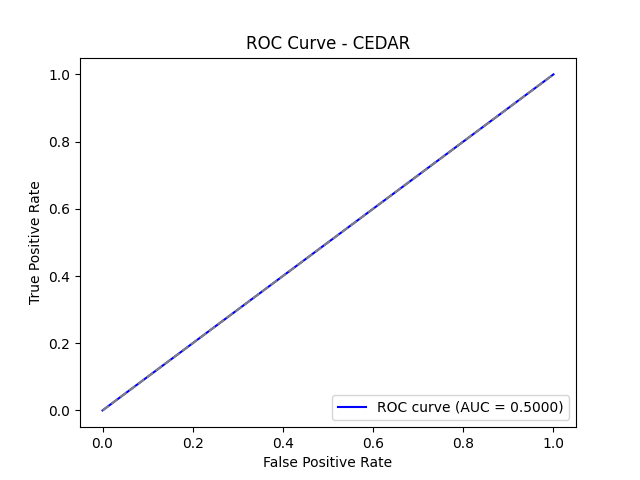 ROC Curve - CEDAR
1.0
0.8
0.6
0.4
0.2
0.0
True Positive Rate
ROC curve (AUC = 0.5000)
0.0 0.2 0.4 0.6 0.8 1.0
False Positive Rate